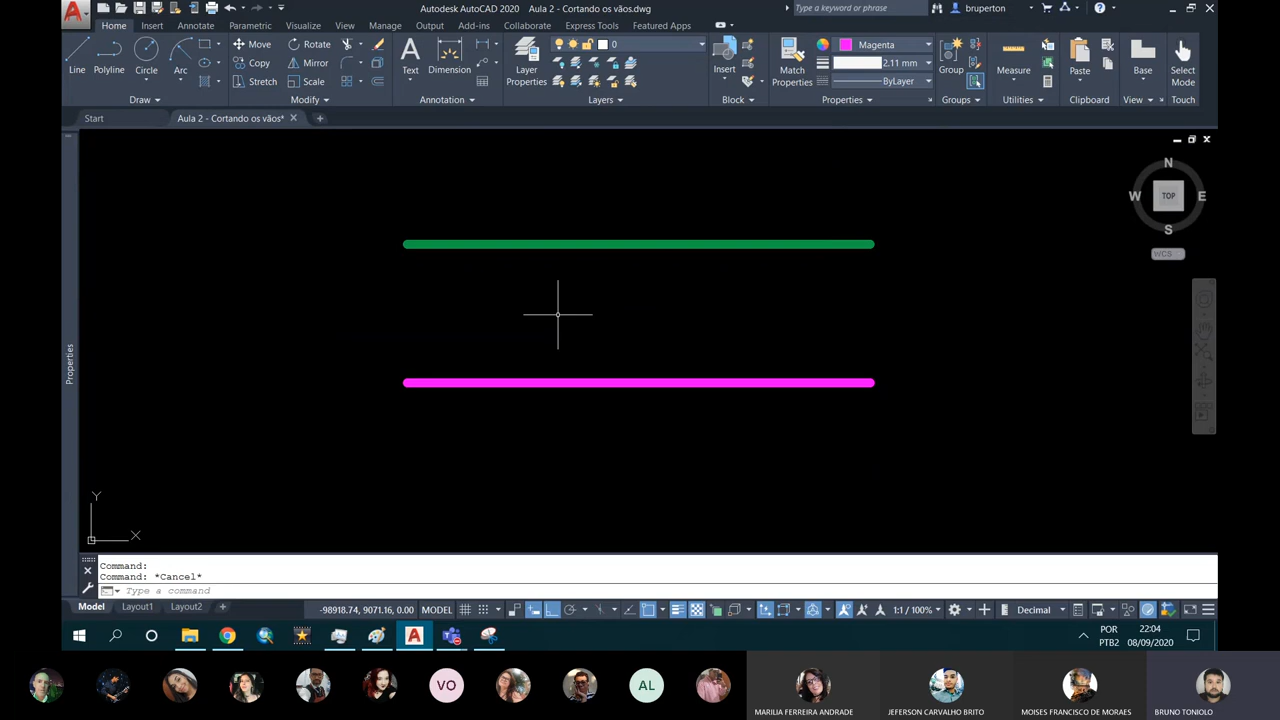 Autodesk AutoCAD 2020 Aula 2 - Cortando os vãos.dwg
Type a keyword or phrase
bruperton
Home Insert Annotate Parametric Visualize View Manage Output Add-ins Collaborate Express Tools Featured Apps
Line Polyline Circle Arc
Move Rotate
Copy Mirror
Stretch Scale
Text Dimension
Layer Properties
0
Insert
Match Properties
Magenta
2.11 mm
ByLayer
Group
Measure
Paste
Base
Select Mode
Draw Modify Annotation Layers Block Properties Groups Utilities Clipboard View Touch
Start Aula 2 - Cortando os vãos*
N
W TOP E
S
WCS
Properties
Y
X
Command:
Command: *Cancel*
Type a command
Model Layout1 Layout2
-98918.74, 9071.16, 0.00 MODEL 1:1 / 100% Decimal
POR
PTB2
22:04
08/09/2020
VO AL
MARILIA FERREIRA ANDRADE JEFERSON CARVALHO BRITO MOISES FRANCISCO DE MORAES BRUNO TONIOLO